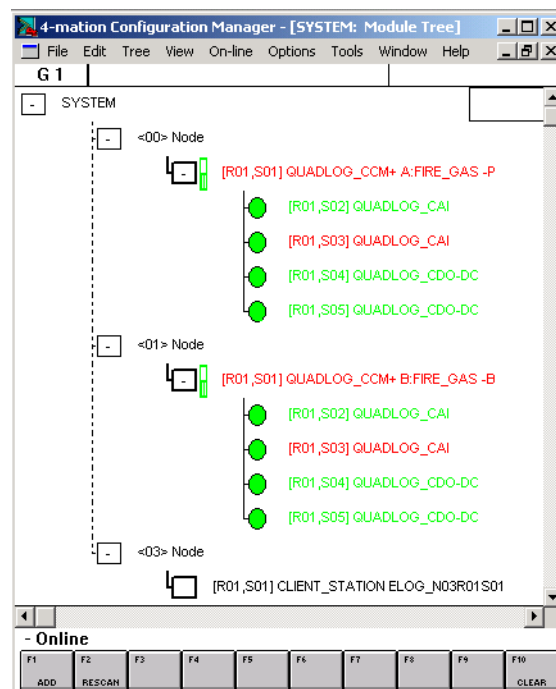 4-mation Configuration Manager - [SYSTEM: Module Tree]
File Edit Tree View On-line Options Tools Window Help
G 1
- SYSTEM
- <00> Node
- [R01,S01] QUADLOG_CCM+ A:FIRE_GAS -P
[R01,S02] QUADLOG_CAI
[R01,S03] QUADLOG_CAI
[R01,S04] QUADLOG_CDO-DC
[R01,S05] QUADLOG_CDO-DC
- <01> Node
- [R01,S01] QUADLOG_CCM+ B:FIRE_GAS -B
[R01,S02] QUADLOG_CAI
[R01,S03] QUADLOG_CAI
[R01,S04] QUADLOG_CDO-DC
[R01,S05] QUADLOG_CDO-DC
- <03> Node
[R01,S01] CLIENT_STATION ELOG_N03R01S01
- Online
F1 F2 F3 F4 F5 F6 F7 F8 F9 F10
ADD RESCAN CLEAR